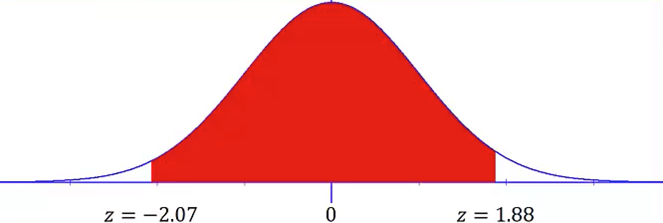 z = −2.07 0 z = 1.88